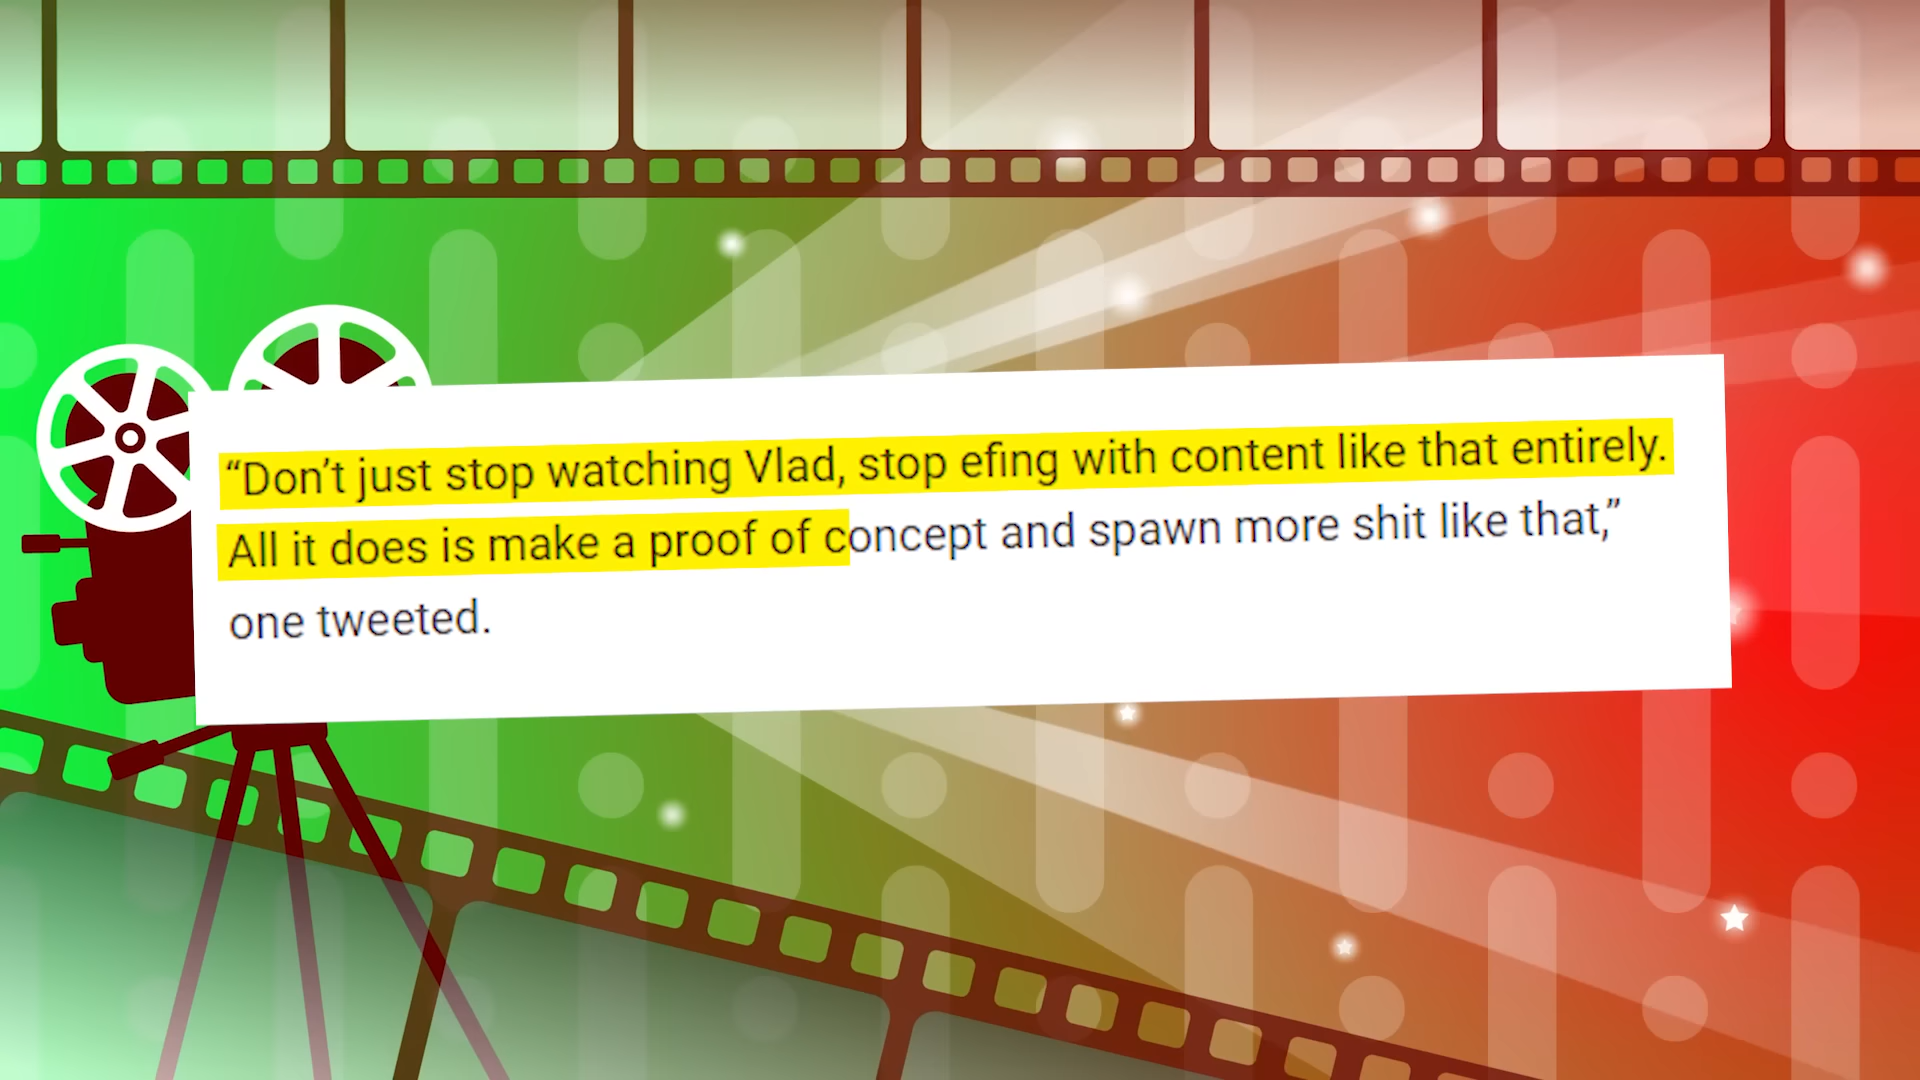 “Don’t just stop watching Vlad, stop efing with content like that entirely.
All it does is make a proof of concept and spawn more shit like that,”
one tweeted.